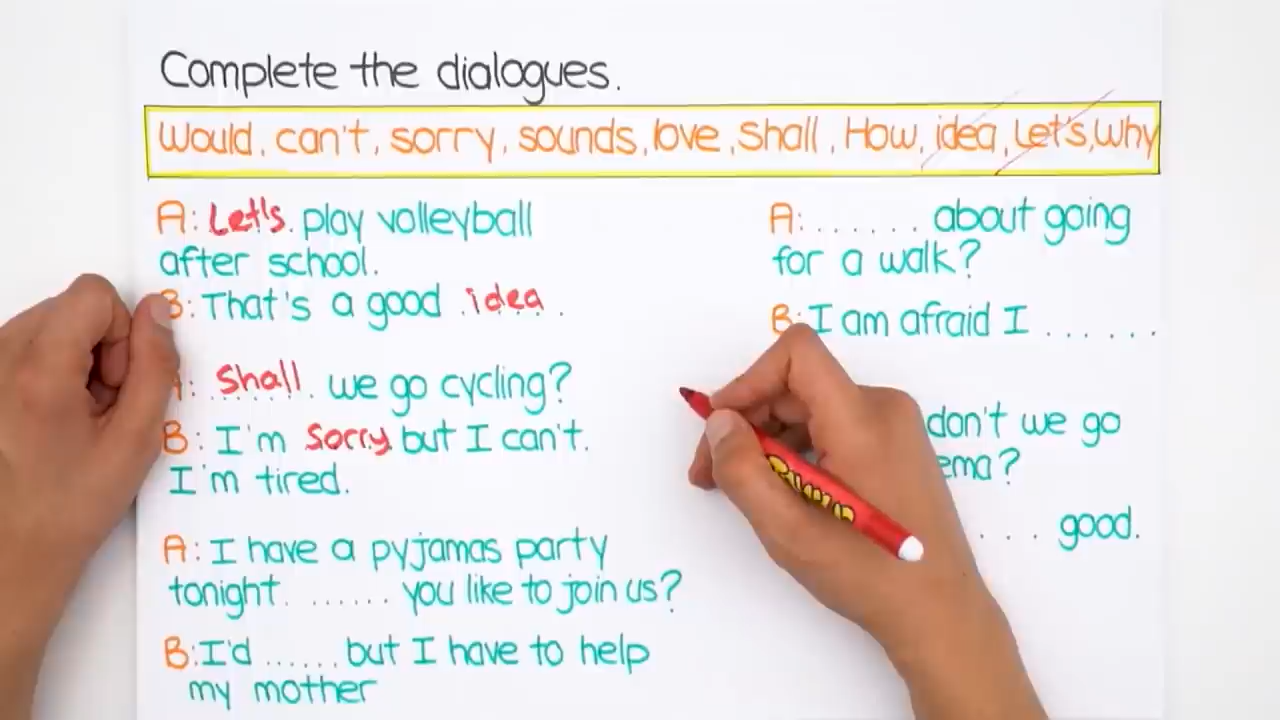 Complete the dialogues.
Would, can't, sorry, sounds, love, Shall, How, idea, Let's, Why
A: Let's play volleyball
after school.
B: That's a good idea.
A: Shall we go cycling?
B: I'm Sorry but I can't.
I'm tired.
A: I have a pyjamas party
tonight. ...... you like to join us?
B: I'd ...... but I have to help
my mother
A: ....... about going
for a walk?
B: I am afraid I ......
don't we go
?
... good.